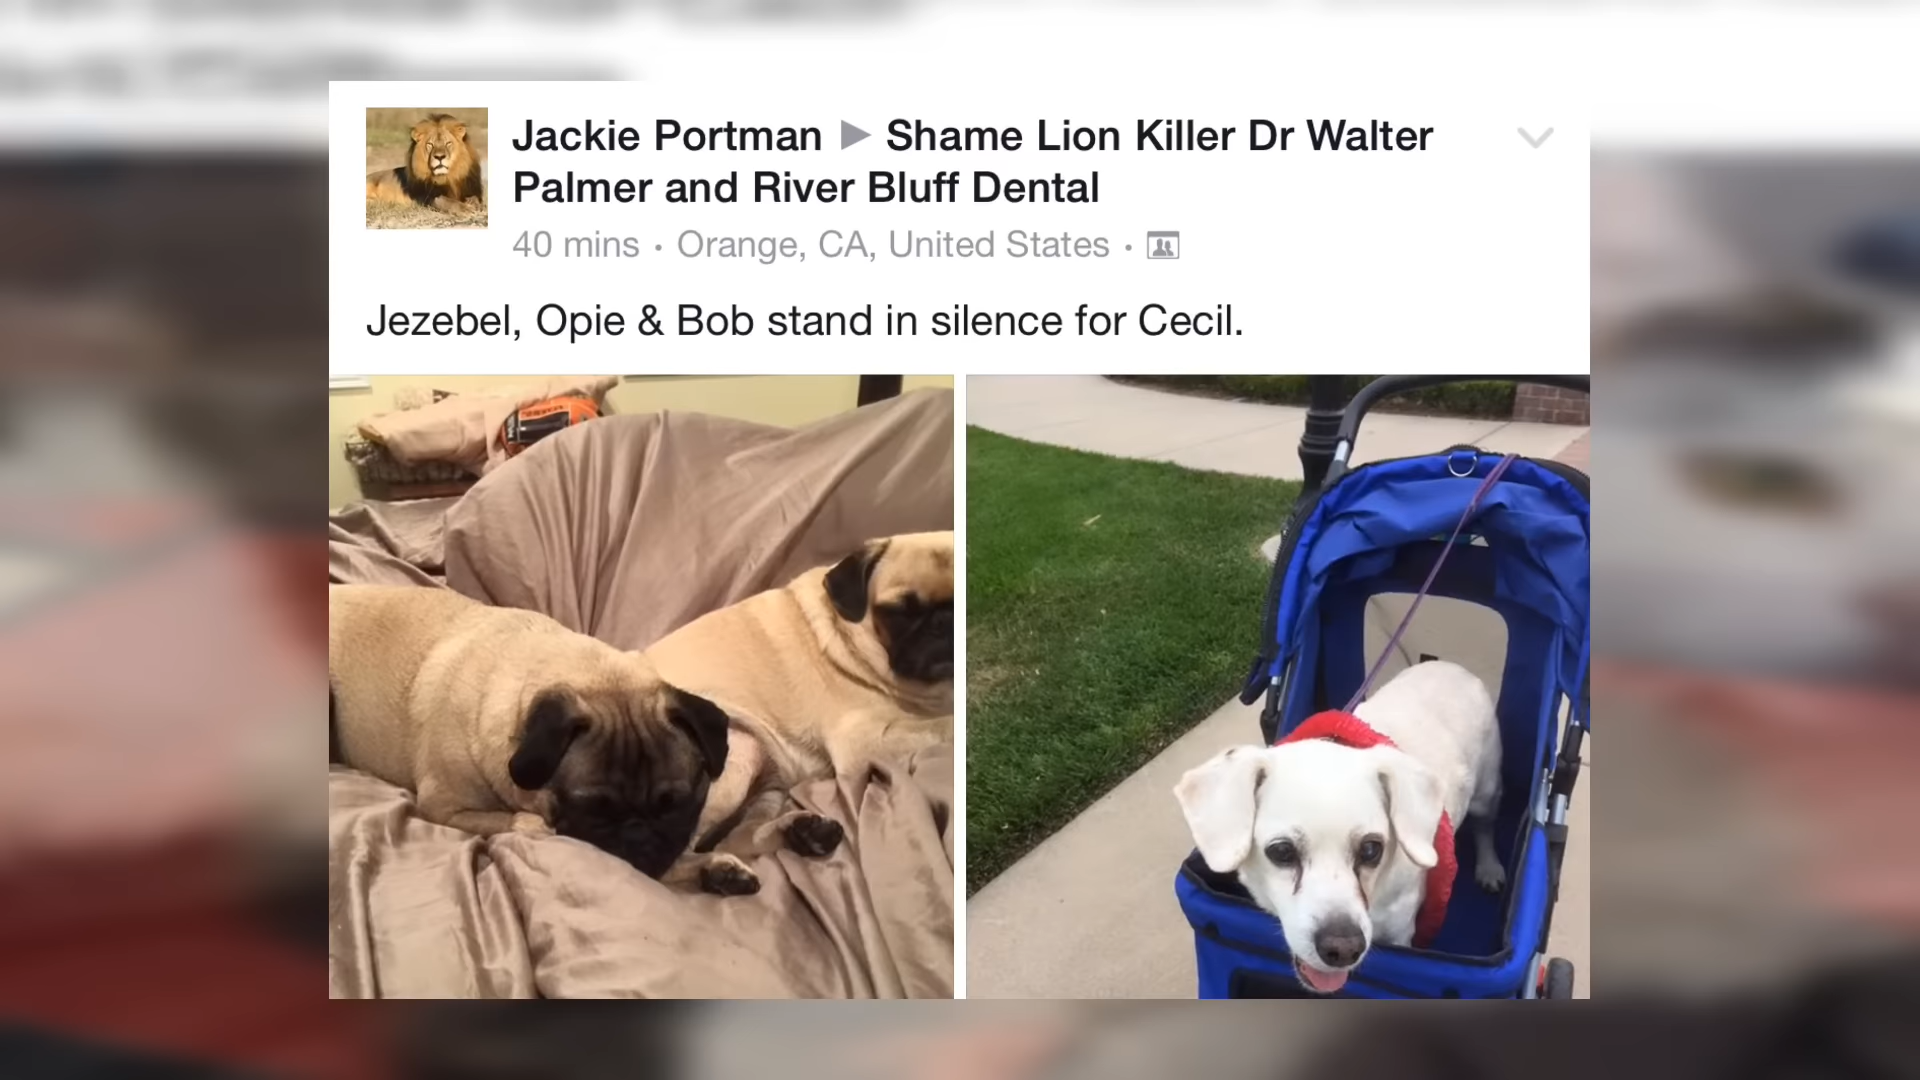 Jackie Portman ▶ Shame Lion Killer Dr Walter
Palmer and River Bluff Dental
40 mins · Orange, CA, United States ·
Jezebel, Opie & Bob stand in silence for Cecil.